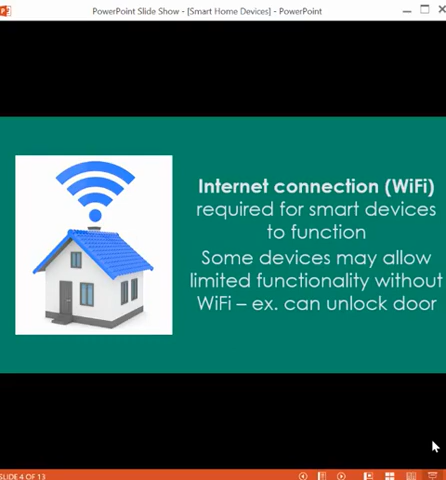 PowerPoint Slide Show - [Smart Home Devices] - PowerPoint
Internet connection (WiFi)
required for smart devices
to function
Some devices may allow
limited functionality without
WiFi – ex. can unlock door
SLIDE 4 OF 13